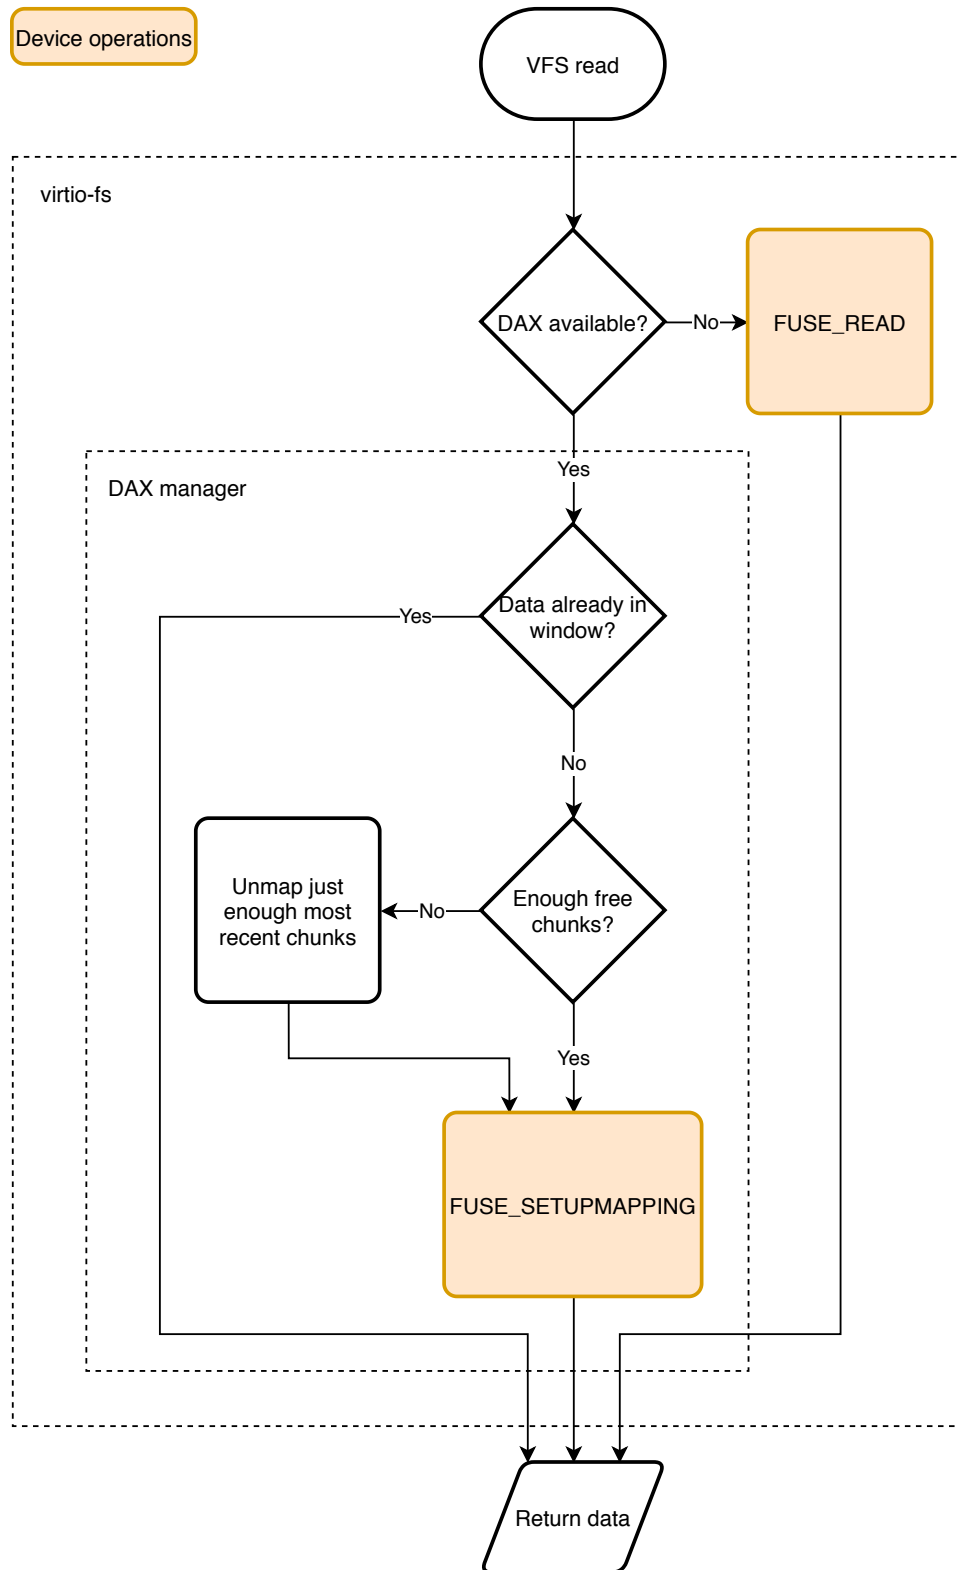 Device operations
VFS read
virtio-fs
DAX available?
No
FUSE_READ
Yes
DAX manager
Data already in
window?
Yes
No
Unmap just
enough most
recent chunks
No
Enough free
chunks?
Yes
FUSE_SETUPMAPPING
Return data